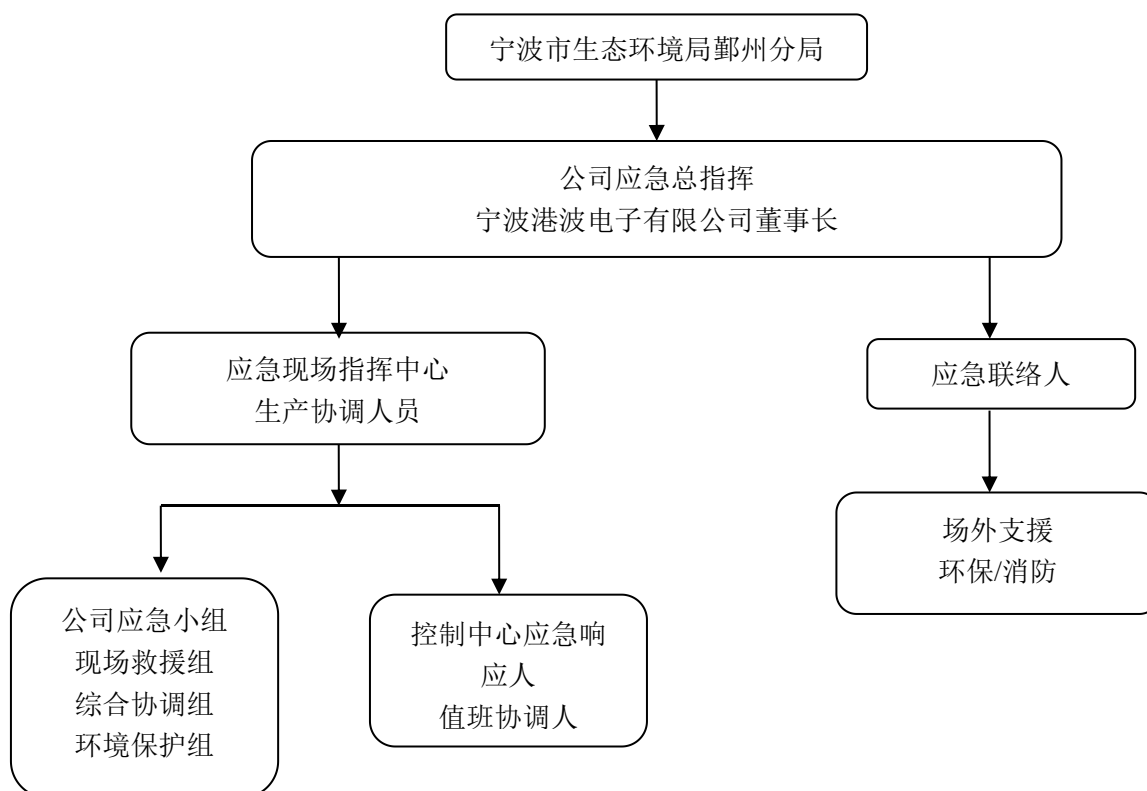 宁波市生态环境局鄞州分局
公司应急总指挥
宁波港波电子有限公司董事长
应急现场指挥中心
生产协调人员
应急联络人
场外支援
环保/消防
公司应急小组
现场救援组
综合协调组
环境保护组
控制中心应急响
应人
值班协调人